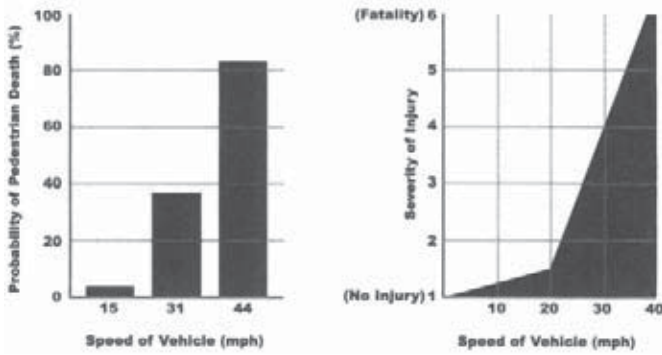 Probability of Pedestrian Death (%)
100
80
60
40
20
0
15 31 44
Speed of Vehicle (mph)
Severity of Injury
(Fatality) 6
5
4
3
2
(No Injury) 1
10 20 30 40
Speed of Vehicle (mph)